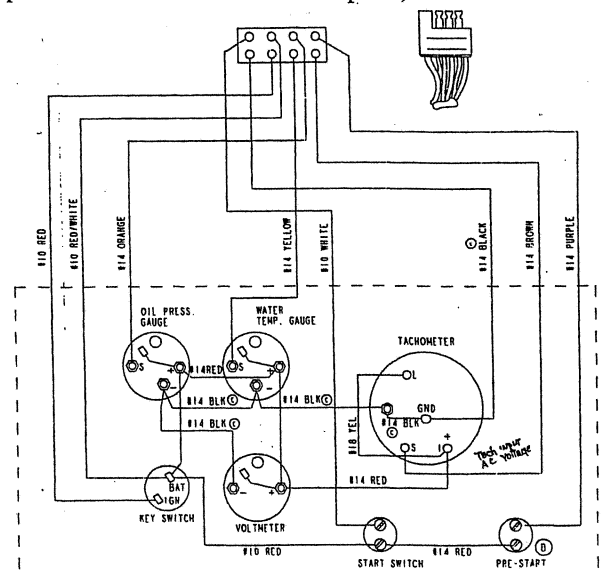 #10 RED
#10 RED/WHITE
#14 ORANGE
#14 YELLOW
#10 WHITE
C
#14 BLACK
#14 BROWN
#14 PURPLE
OIL PRESS.
GAUGE
WATER
TEMP. GAUGE
TACHOMETER
S
+
-
#14RED
S
+
-
L
GND
#14 BLK C
#14 BLK C
#14 BLK
C
#14 BLK C
#18 YEL
S
I
+
Tach input
A.C. Voltage
BAT
IGN
KEY SWITCH
-
+
VOLTMETER
#14 RED
#10 RED
START SWITCH
#14 RED
PRE-START
D